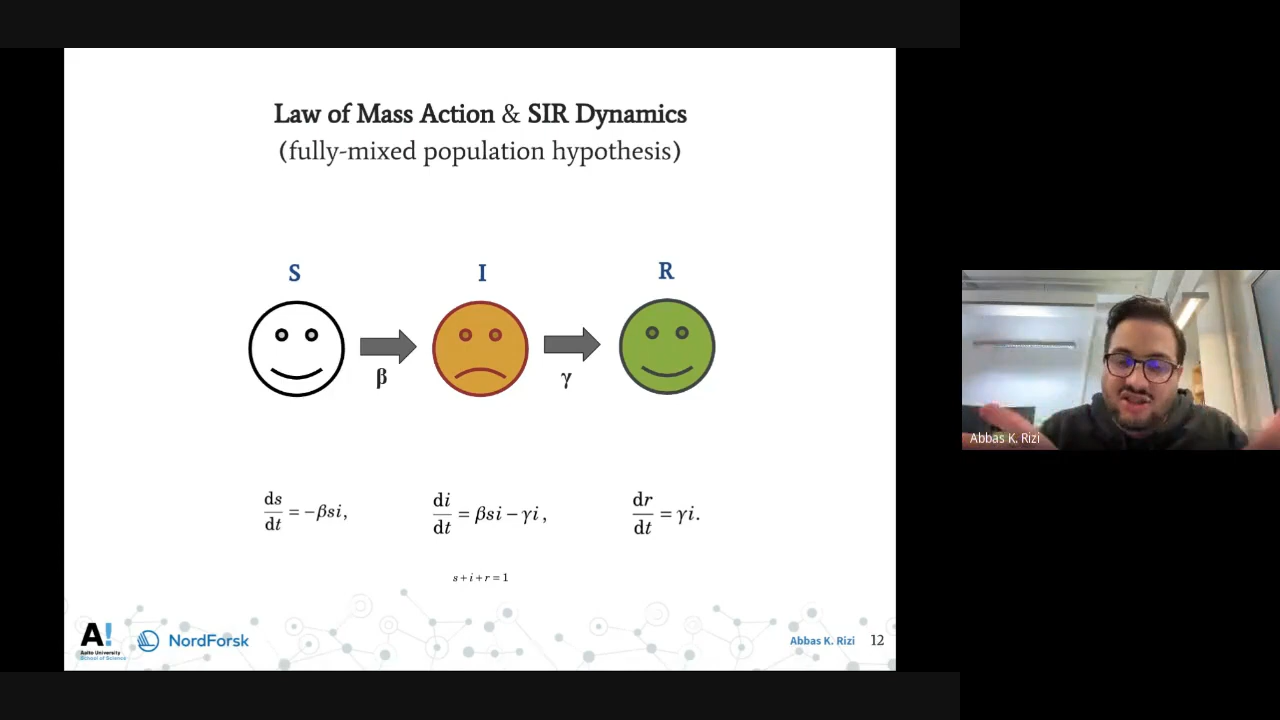 Law of Mass Action & SIR Dynamics
(fully-mixed population hypothesis)
S I R
β γ
ds/dt = −βsi, di/dt = βsi − γi, dr/dt = γi.
s + i + r = 1
A!
Aalto University
School of Science
NordForsk
Abbas K. Rizi 12
Abbas K. Rizi